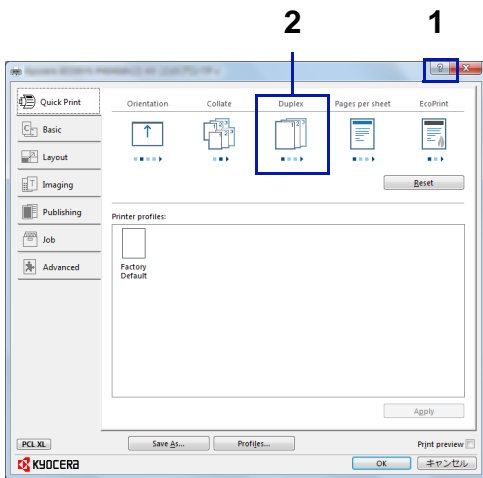 2 1
? X
Quick Print
Orientation Collate Duplex Pages per sheet EcoPrint
Basic
Layout
Reset
Imaging
Publishing
Printer profiles:
Job
Advanced
Factory
Default
Apply
PCL XL Save As... Profiles... Print preview
KYOCERA OK キャンセル